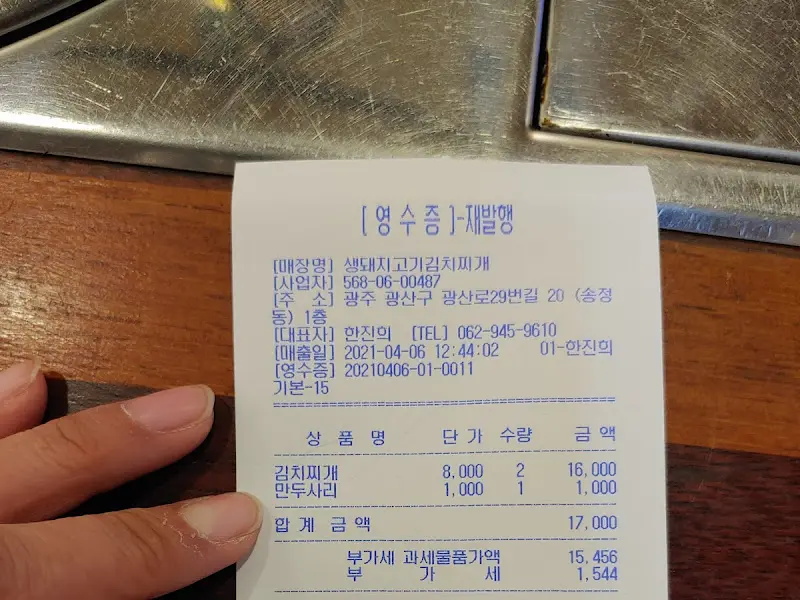 [영수증]-재발행
[매장명] 생돼지고기김치찌개
[사업자] 568-06-00487
[주 소] 광주 광산구 광산로29번길 20 (송정
동) 1층
[대표자] 한진희 [TEL] 062-945-9610
[매출일] 2021-04-06 12:44:02 01-한진희
[영수증] 20210406-01-0011
기본-15
상 품 명 단 가 수량 금 액
김치찌개 8,000 2 16,000
만두사리 1,000 1 1,000
합 계 금 액 17,000
부가세 과세물품가액 15,456
부 가 세 1,544